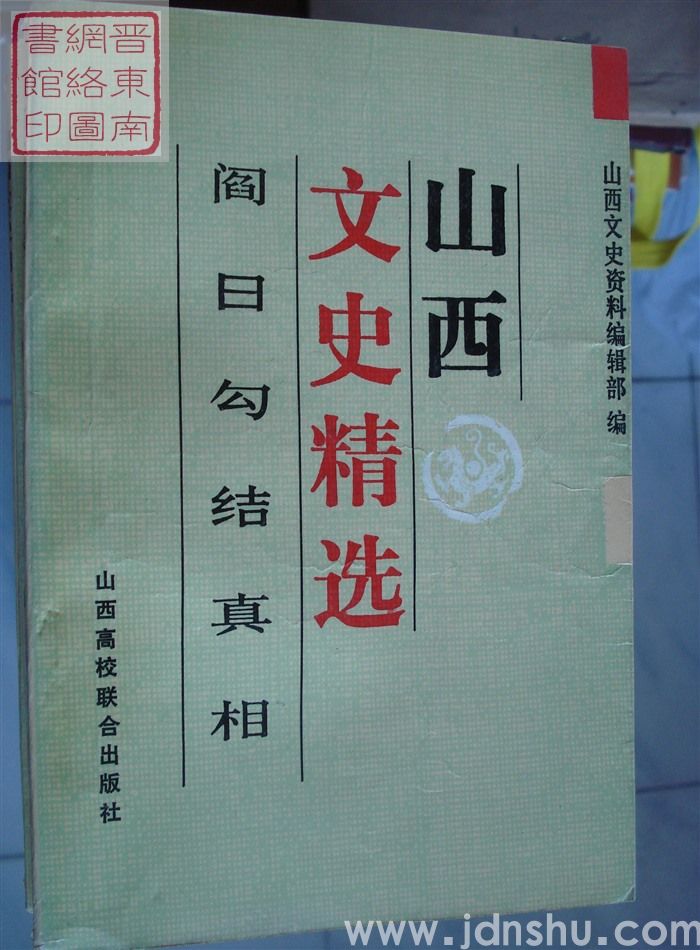 山西文史资料编辑部 编
山西
文史精选
阎日勾结真相
山西高校联合出版社
晋東南
網絡圖
書館印
www.jdnshu.com